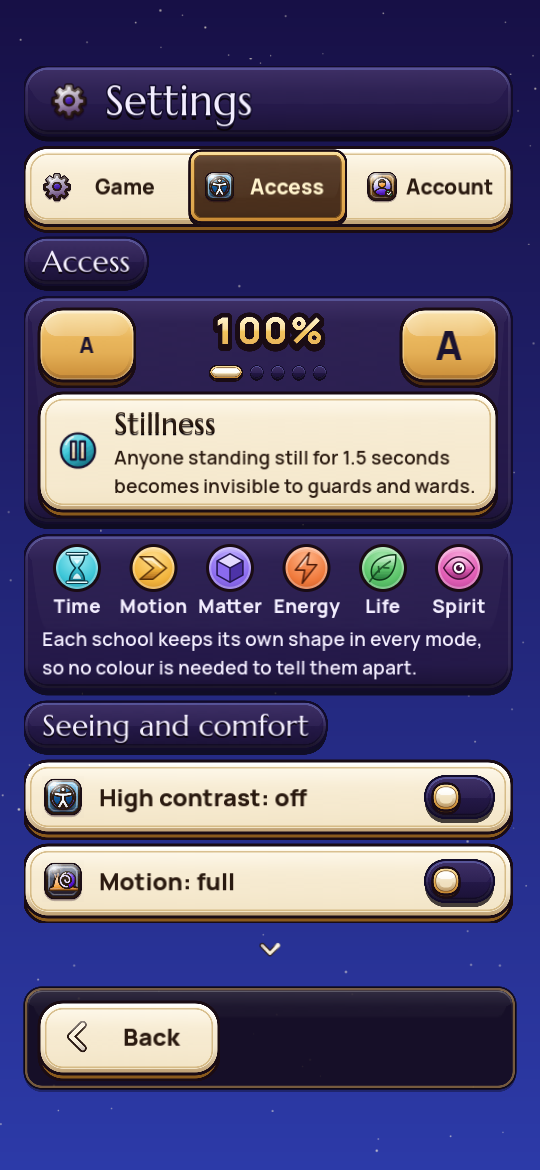 Settings
Game
Access
Account
Access
A
100%
A
Stillness
Anyone standing still for 1.5 seconds
becomes invisible to guards and wards.
Time
Motion
Matter
Energy
Life
Spirit
Each school keeps its own shape in every mode,
so no colour is needed to tell them apart.
Seeing and comfort
High contrast: off
Motion: full
Back